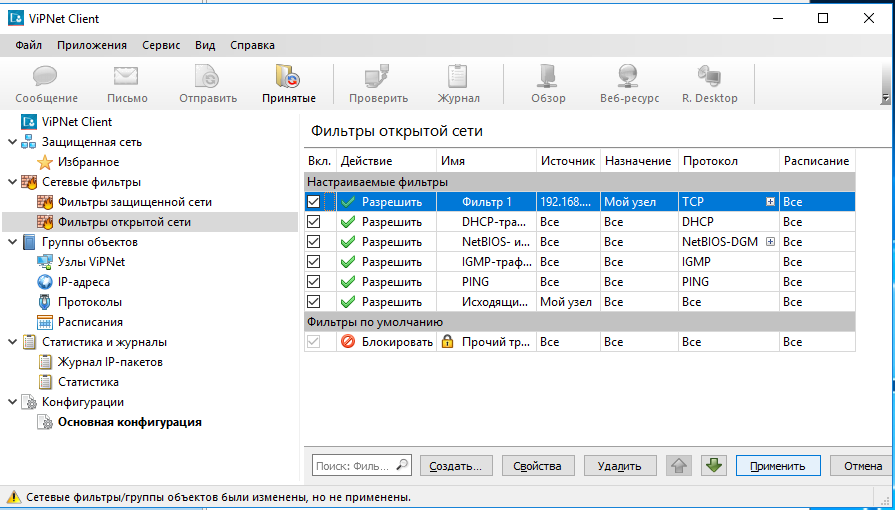 ViPNet Client
Файл Приложения Сервис Вид Справка
Сообщение Письмо Отправить Принятые Проверить Журнал Обзор Веб-ресурс R. Desktop
ViPNet Client
Защищенная сеть
Избранное
Сетевые фильтры
Фильтры защищенной сети
Фильтры открытой сети
Группы объектов
Узлы ViPNet
IP-адреса
Протоколы
Расписания
Статистика и журналы
Журнал IP-пакетов
Статистика
Конфигурации
Основная конфигурация
Фильтры открытой сети
Вкл. Действие Имя Источник Назначение Протокол Расписание
Настраиваемые фильтры
Разрешить Фильтр 1 192.168.... Мой узел TCP Все
Разрешить DHCP-тра... Все Все DHCP Все
Разрешить NetBIOS- и... Все Все NetBIOS-DGM Все
Разрешить IGMP-траф... Все Все IGMP Все
Разрешить PING Все Все PING Все
Разрешить Исходящи... Мой узел Все Все Все
Фильтры по умолчанию
Блокировать Прочий тр... Все Все Все Все
Поиск: Филь... Создать... Свойства Удалить Применить Отмена
Сетевые фильтры/группы объектов были изменены, но не применены.